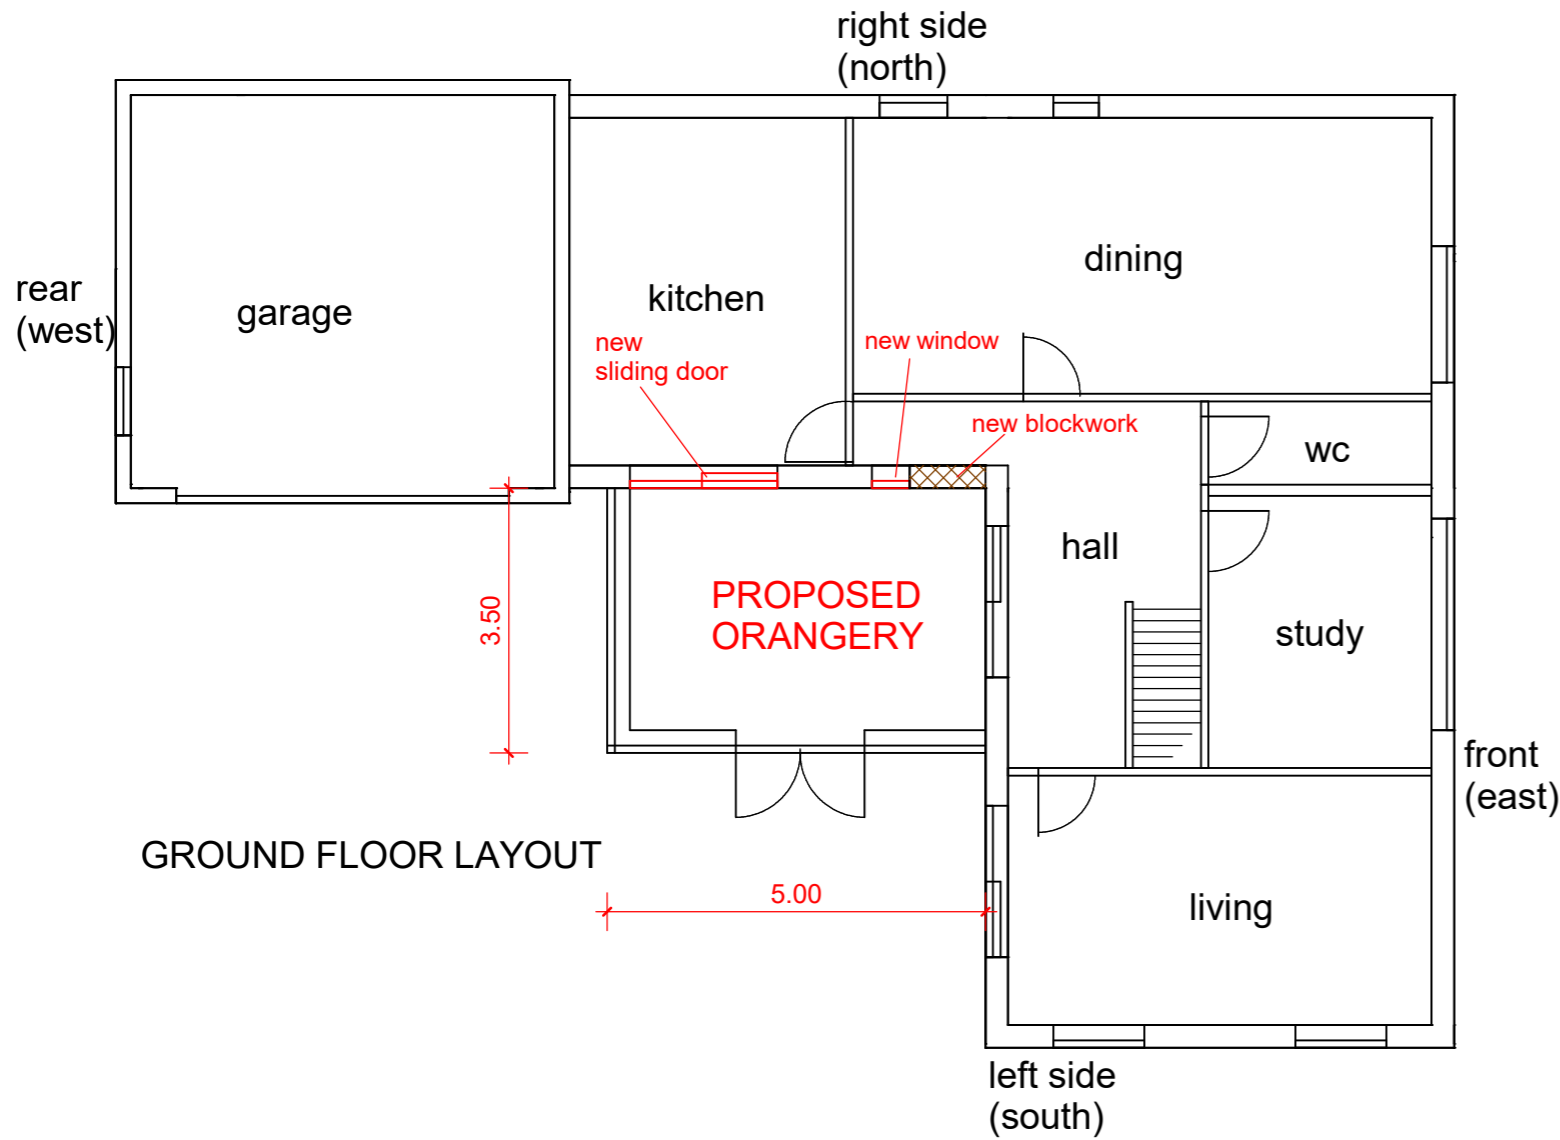 right side
(north)
rear
(west)
garage
kitchen
dining
new
sliding door
new window
new blockwork
wc
hall
3.50
PROPOSED
ORANGERY
study
front
(east)
GROUND FLOOR LAYOUT
5.00
living
left side
(south)